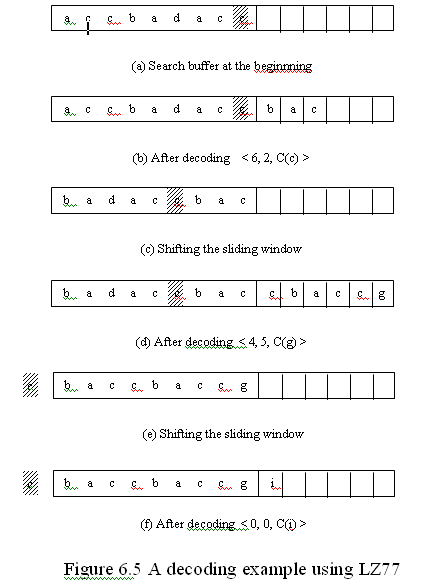 a c c b a d a c c
(a) Search buffer at the beginnning
a c c b a d a c c b a c
(b) After decoding < 6, 2, C(c) >
b a d a c c b a c
(c) Shifting the sliding window
b a d a c c b a c c b a c c g
(d) After decoding < 4, 5, C(g) >
c b a c c b a c c g
(e) Shifting the sliding window
c b a c c b a c c g i
(f) After decoding < 0, 0, C(i) >
Figure 6.5 A decoding example using LZ77